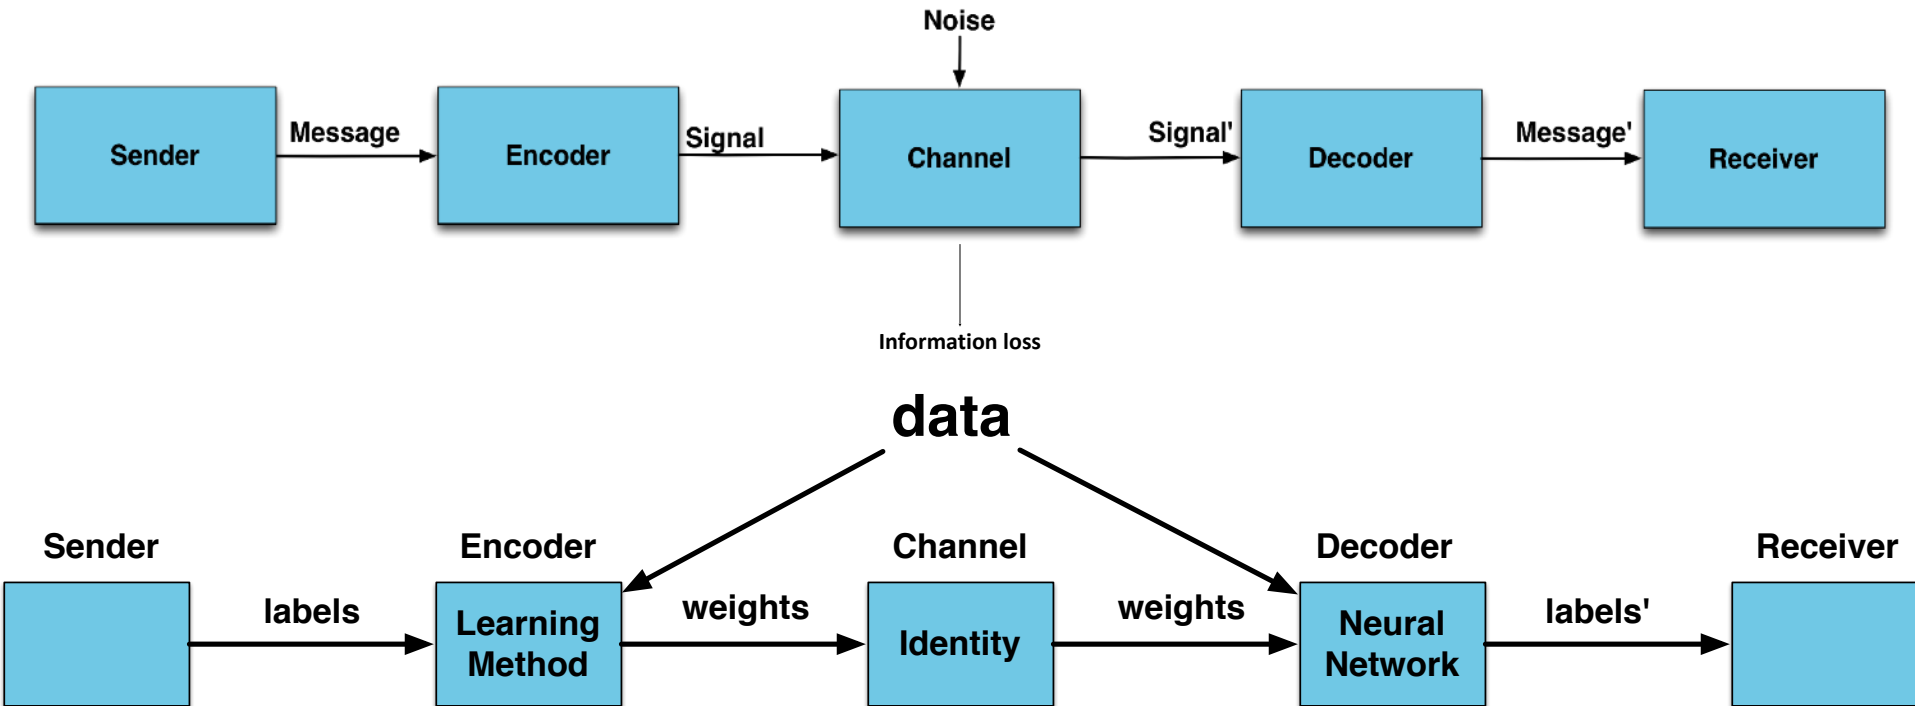 Noise
Message
Signal
Signal'
Message'
Sender
Encoder
Channel
Decoder
Receiver
Information loss
data
Sender
Encoder
Channel
Decoder
Receiver
labels
weights
weights
labels'
Learning
Method
Identity
Neural
Network